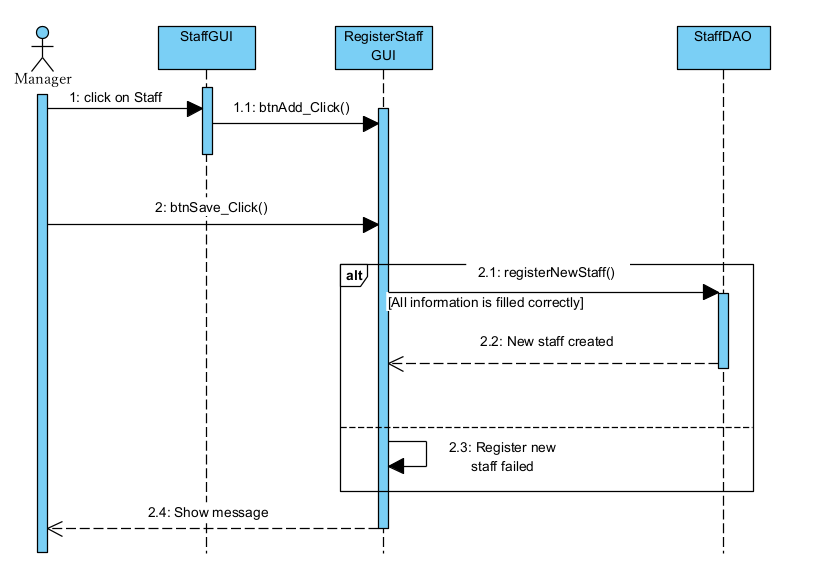 StaffGUI
RegisterStaff
GUI
StaffDAO
Manager
1: click on Staff
1.1: btnAdd_Click()
2: btnSave_Click()
alt
2.1: registerNewStaff()
[All information is filled correctly]
2.2: New staff created
2.3: Register new
staff failed
2.4: Show message